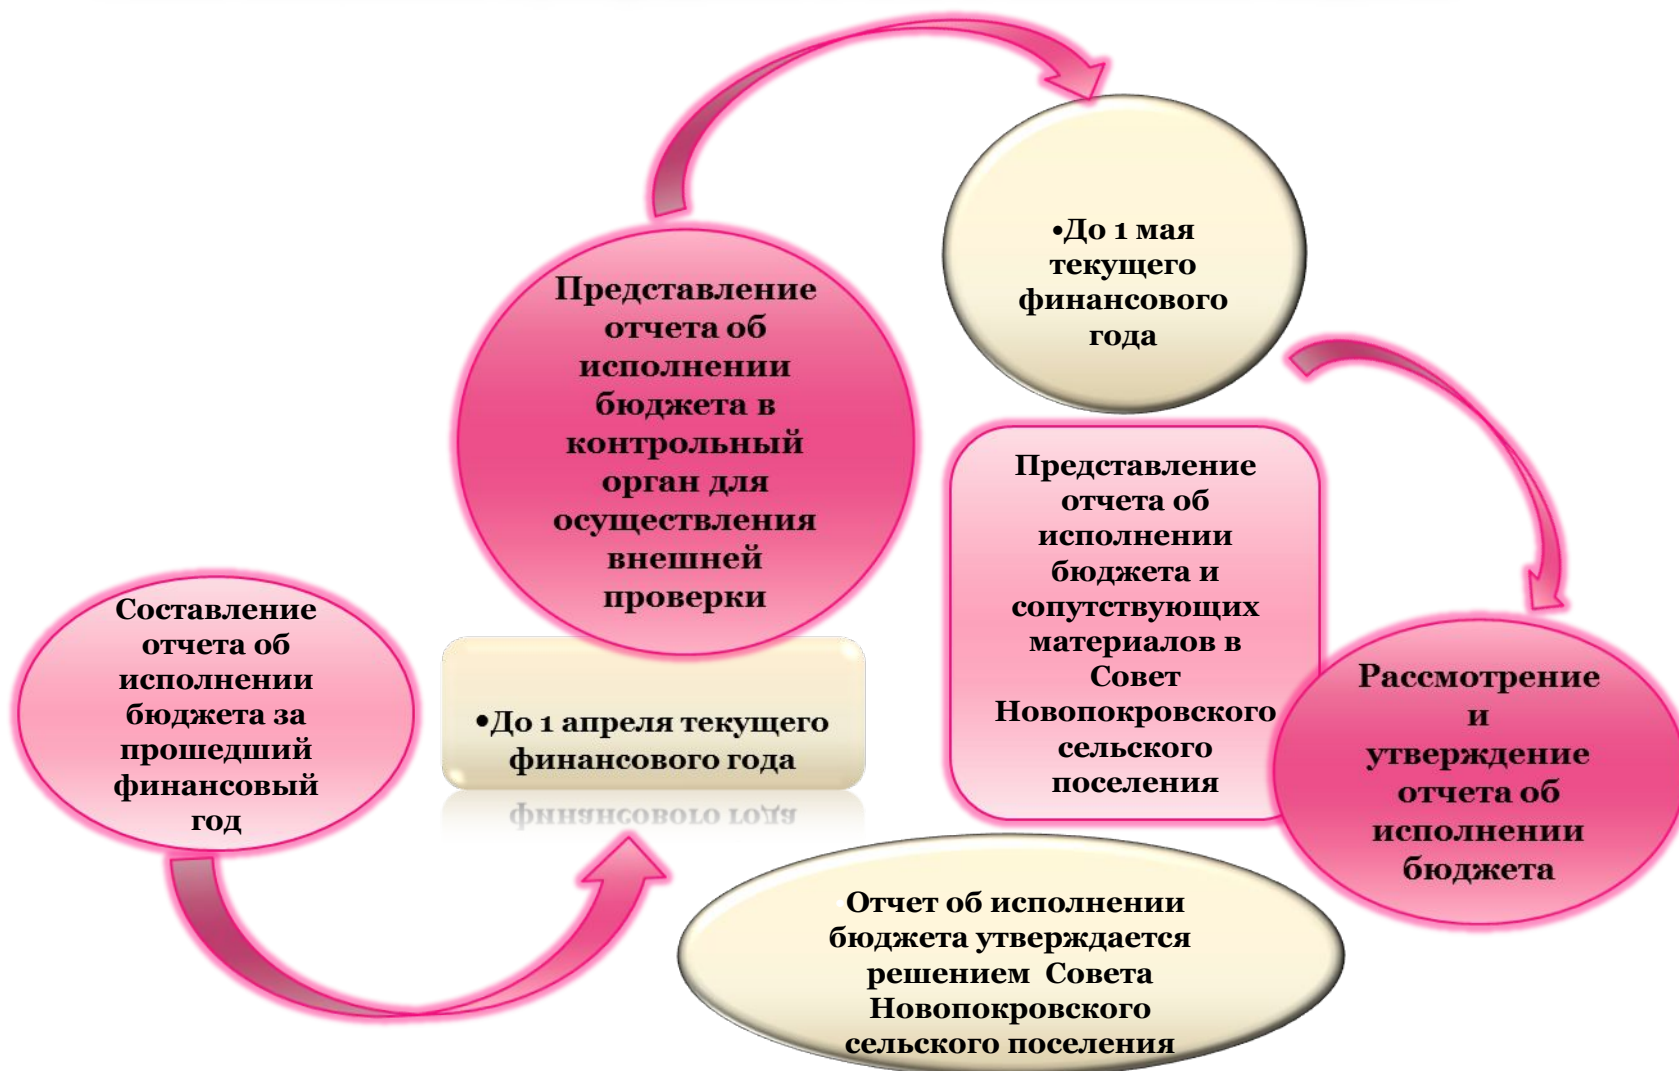 Составление
отчета об
исполнении
бюджета за
прошедший
финансовый
год
Представление
отчета об
исполнении
бюджета в
контрольный
орган для
осуществления
внешней
проверки
•До 1 апреля текущего
финансового года
•До 1 мая
текущего
финансового
года
Представление
отчета об
исполнении
бюджета и
сопутствующих
материалов в
Совет
Новопокровского
сельского
поселения
Рассмотрение
и
утверждение
отчета об
исполнении
бюджета
Отчет об исполнении
бюджета утверждается
решением Совета
Новопокровского
сельского поселения